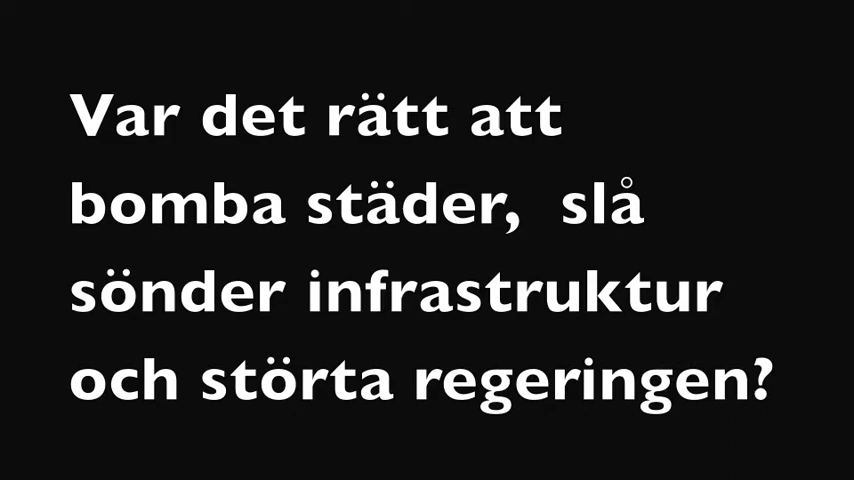 Var det rätt att
bomba städer,  slå
sönder infrastruktur
och störta regeringen?